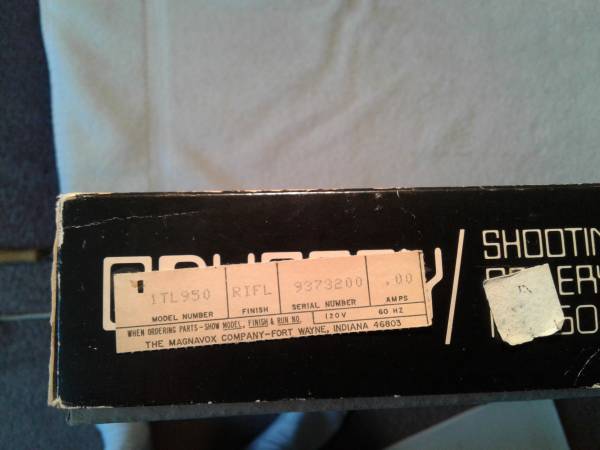 1TL950 RIFL 9373200 .00
MODEL NUMBER FINISH SERIAL NUMBER AMPS
WHEN ORDERING PARTS-SHOW MODEL, FINISH & RUN NO. 120V 60 HZ
THE MAGNAVOX COMPANY-FORT WAYNE, INDIANA 46803
/ SHOOTIN